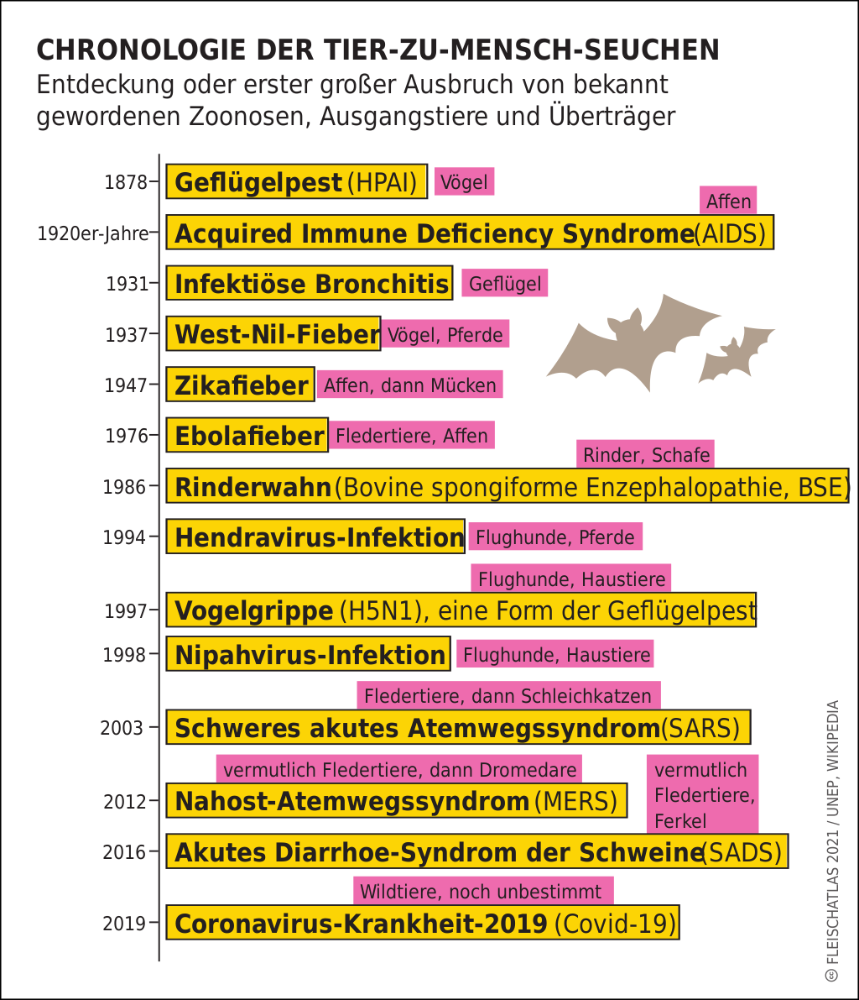 CHRONOLOGIE DER TIER-ZU-MENSCH-SEUCHEN
Entdeckung oder erster großer Ausbruch von bekannt
gewordenen Zoonosen, Ausgangstiere und Überträger
1878 Geflügelpest (HPAI) Vögel
Affen
1920er-Jahre Acquired Immune Deficiency Syndrome (AIDS)
1931 Infektiöse Bronchitis Geflügel
1937 West-Nil-Fieber Vögel, Pferde
1947 Zikafieber Affen, dann Mücken
1976 Ebolafieber Fledertiere, Affen
Rinder, Schafe
1986 Rinderwahn (Bovine spongiforme Enzephalopathie, BSE)
1994 Hendravirus-Infektion Flughunde, Pferde
Flughunde, Haustiere
1997 Vogelgrippe (H5N1), eine Form der Geflügelpest
1998 Nipahvirus-Infektion Flughunde, Haustiere
Fledertiere, dann Schleichkatzen
2003 Schweres akutes Atemwegssyndrom (SARS)
vermutlich Fledertiere, dann Dromedare
2012 Nahost-Atemwegssyndrom (MERS)
vermutlich
Fledertiere,
Ferkel
2016 Akutes Diarrhoe-Syndrom der Schweine (SADS)
Wildtiere, noch unbestimmt
2019 Coronavirus-Krankheit-2019 (Covid-19)
cc FLEISCHATLAS 2021 / UNEP, WIKIPEDIA